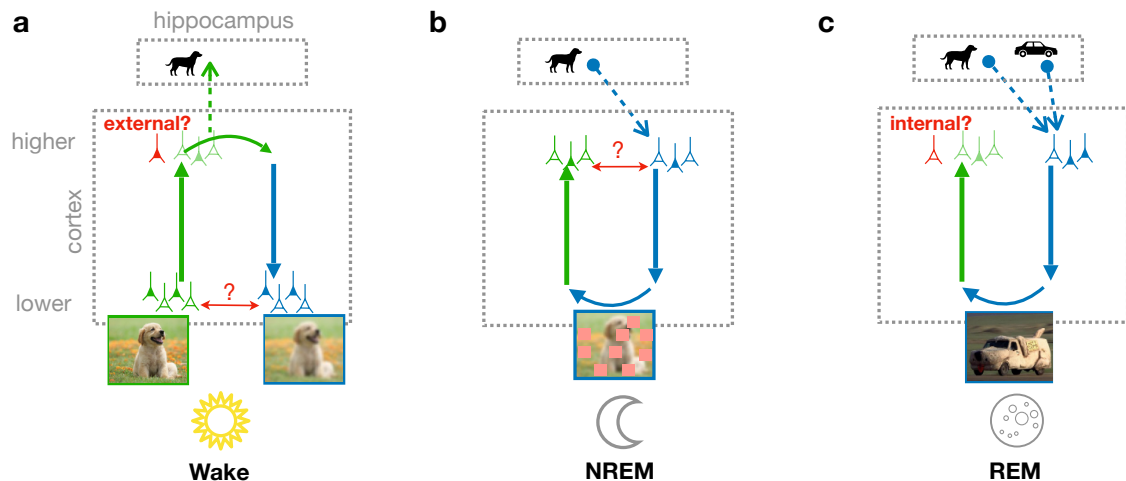 hippocampus
a
b
c
external?
internal?
higher
?
cortex
?
lower
Wake
NREM
REM